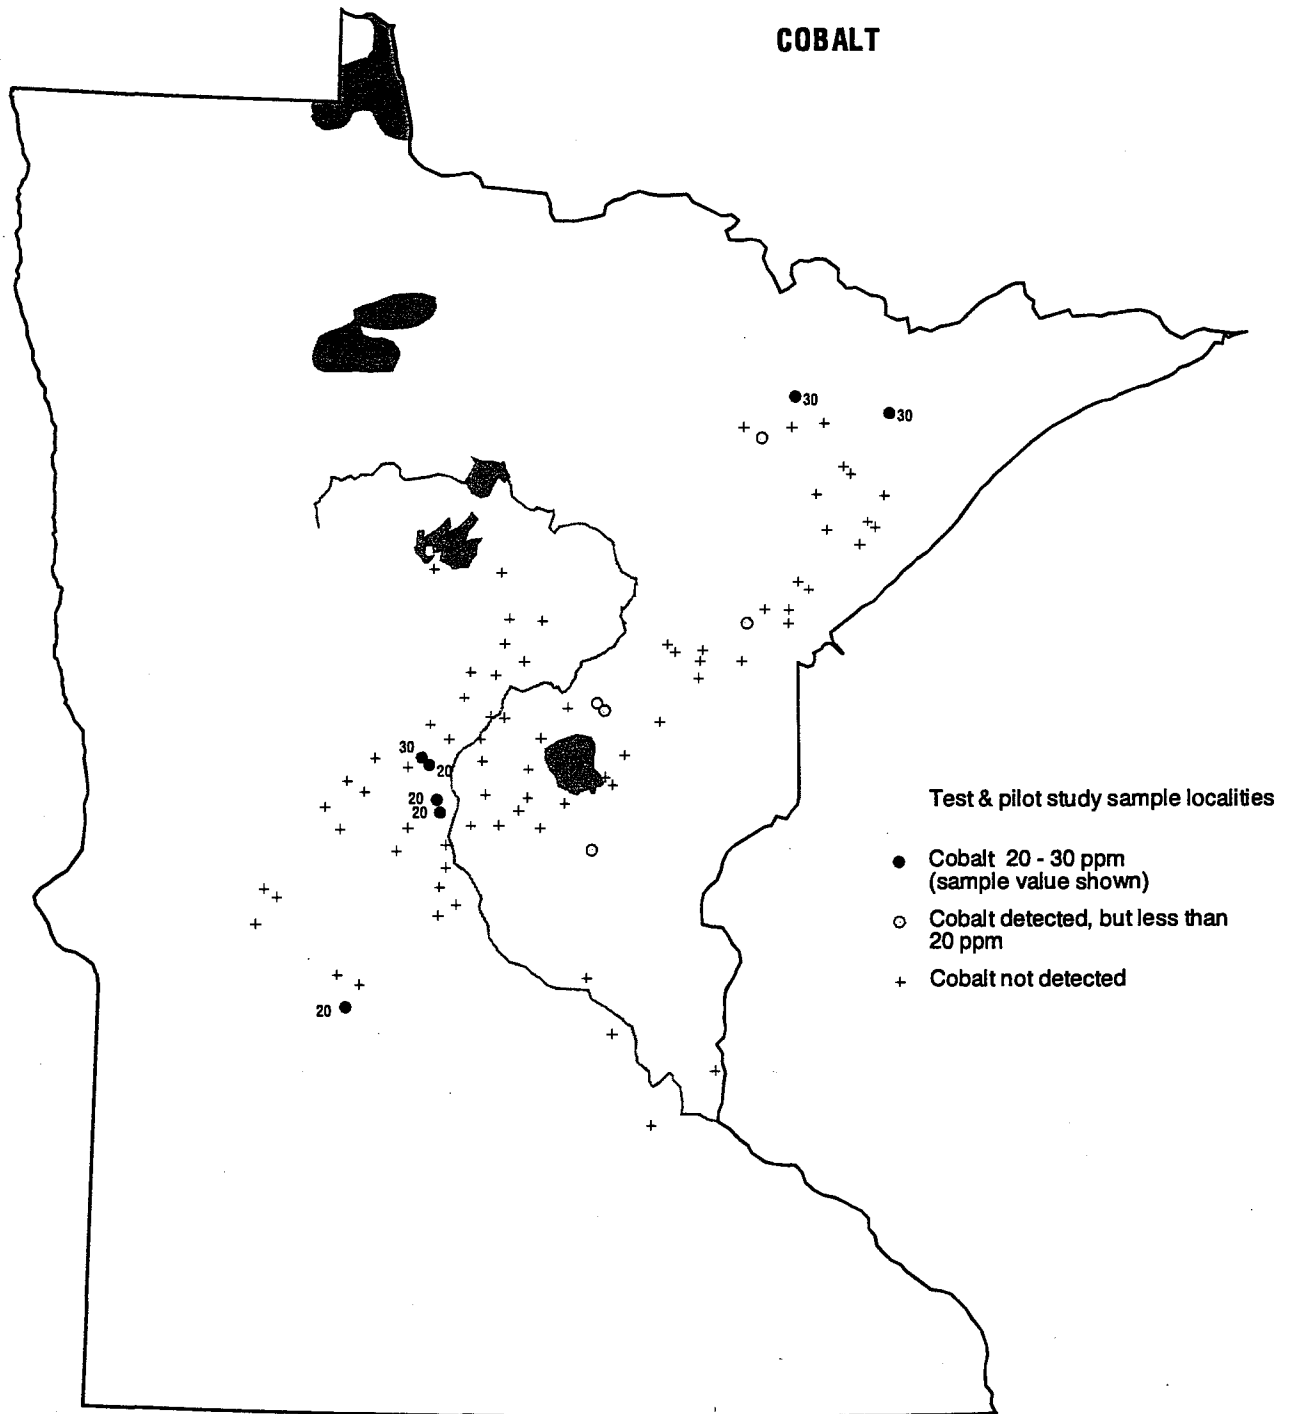 COBALT
30
30
30
20
20
20
Test & pilot study sample localities
Cobalt 20 - 30 ppm
(sample value shown)
Cobalt detected, but less than
20 ppm
Cobalt not detected
20